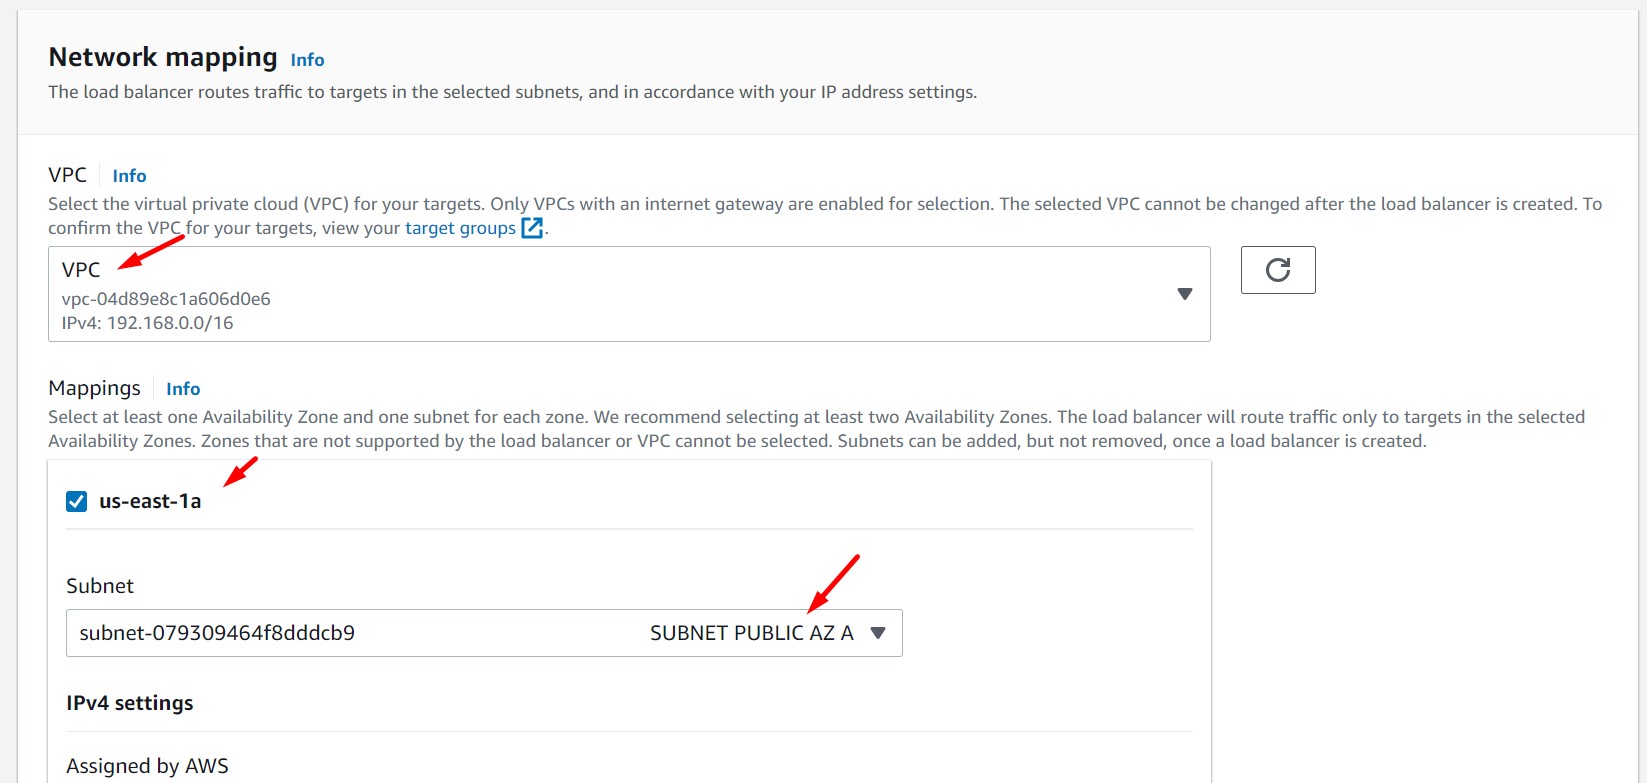 Network mapping Info
The load balancer routes traffic to targets in the selected subnets, and in accordance with your IP address settings.
VPC Info
Select the virtual private cloud (VPC) for your targets. Only VPCs with an internet gateway are enabled for selection. The selected VPC cannot be changed after the load balancer is created. To
confirm the VPC for your targets, view your target groups.
VPC
vpc-04d89e8c1a606d0e6
IPv4: 192.168.0.0/16
Mappings Info
Select at least one Availability Zone and one subnet for each zone. We recommend selecting at least two Availability Zones. The load balancer will route traffic only to targets in the selected
Availability Zones. Zones that are not supported by the load balancer or VPC cannot be selected. Subnets can be added, but not removed, once a load balancer is created.
us-east-1a
Subnet
subnet-079309464f8dddcb9 SUBNET PUBLIC AZ A
IPv4 settings
Assigned by AWS